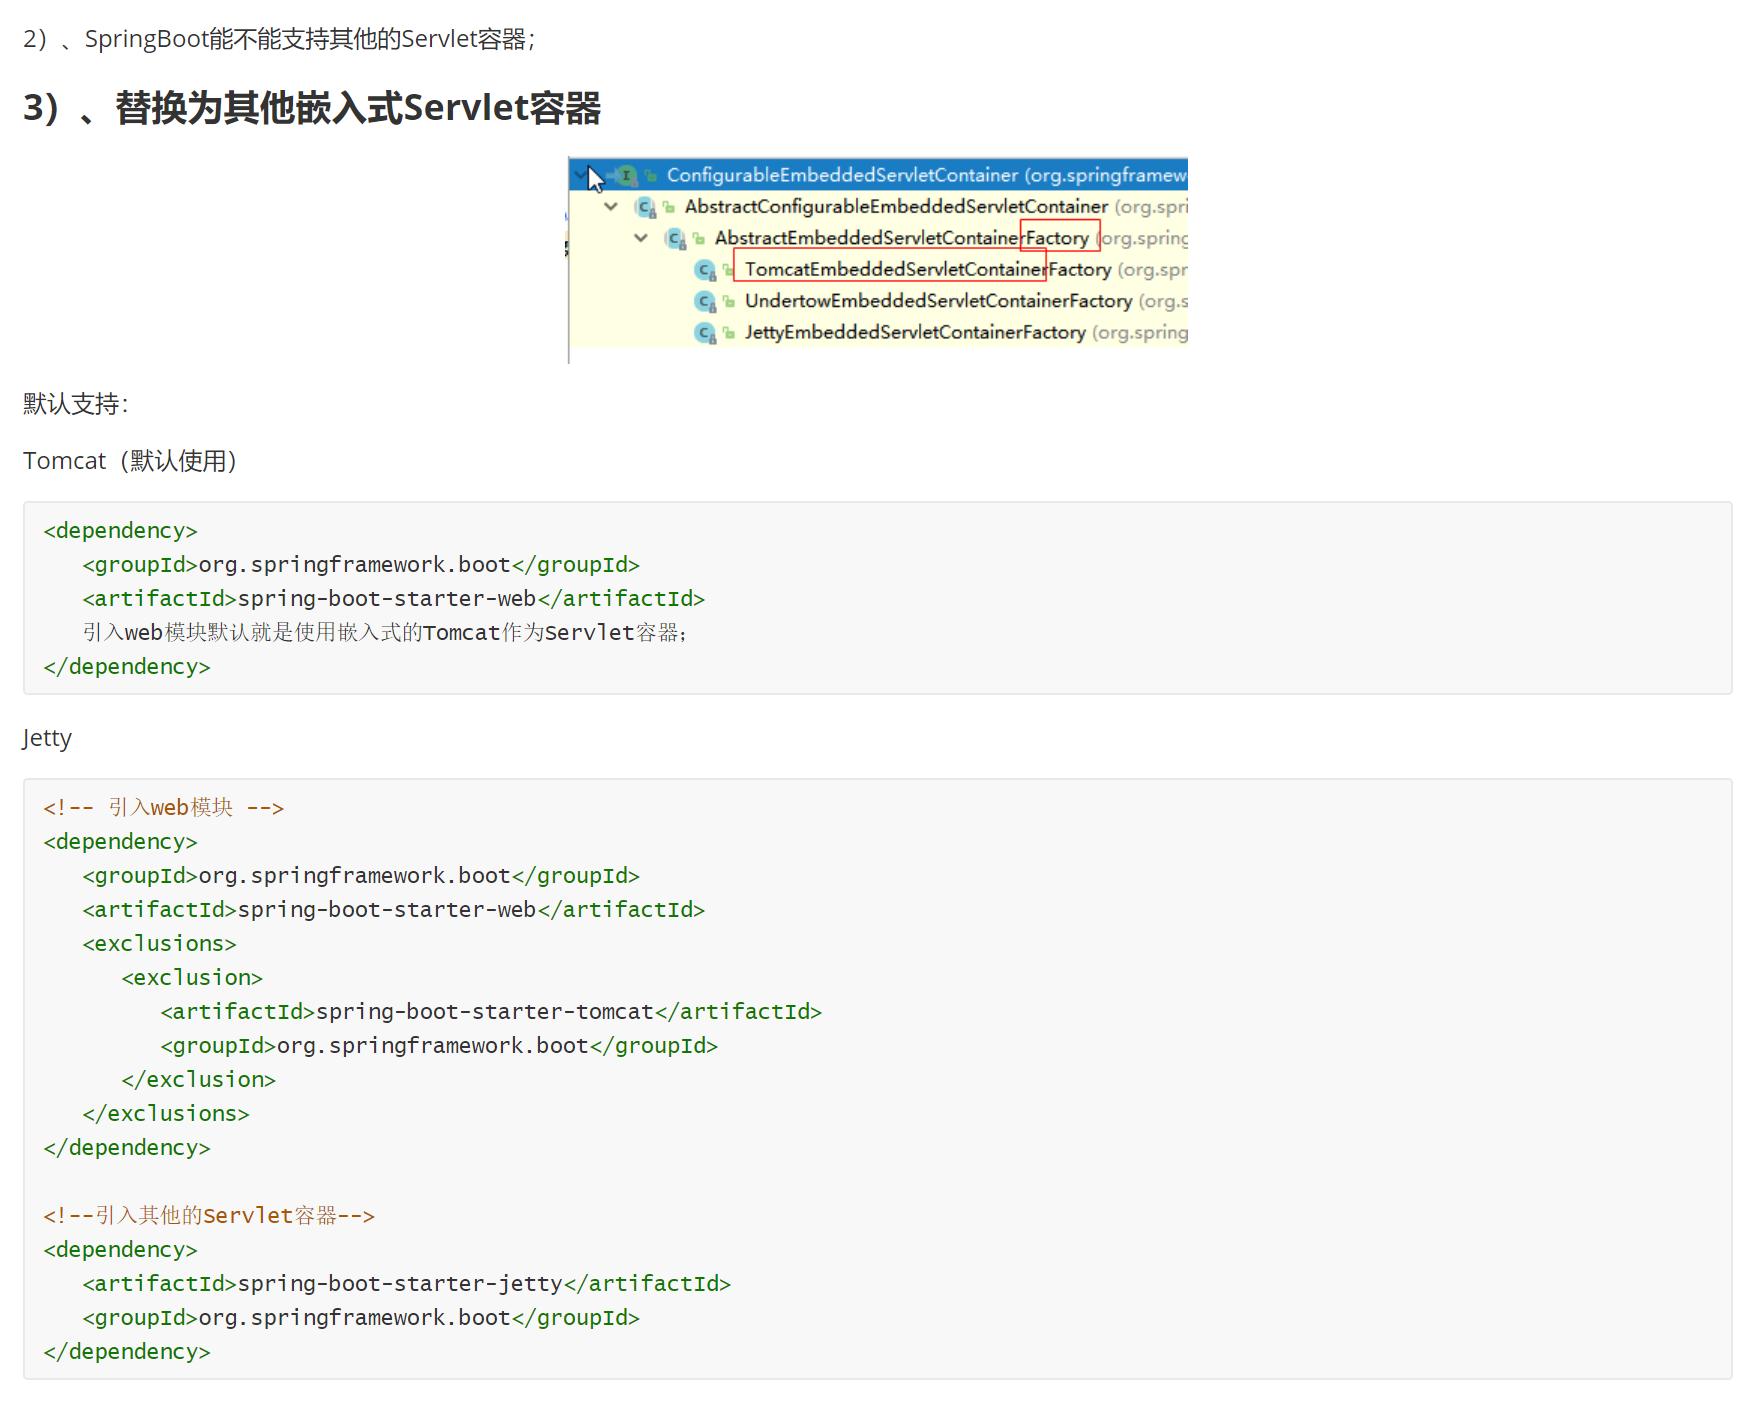 2）、SpringBoot能不能支持其他的Servlet容器；
3）、替换为其他嵌入式Servlet容器
ConfigurableEmbeddedServletContainer (org.springframew
AbstractConfigurableEmbeddedServletContainer (org.spri
AbstractEmbeddedServletContainerFactory (org.spring
TomcatEmbeddedServletContainerFactory (org.spr
UndertowEmbeddedServletContainerFactory (org.s
JettyEmbeddedServletContainerFactory (org.spring
默认支持：
Tomcat（默认使用）
<dependency>
   <groupId>org.springframework.boot</groupId>
   <artifactId>spring-boot-starter-web</artifactId>
   引入web模块默认就是使用嵌入式的Tomcat作为Servlet容器；
</dependency>
Jetty
<!-- 引入web模块 -->
<dependency>
   <groupId>org.springframework.boot</groupId>
   <artifactId>spring-boot-starter-web</artifactId>
   <exclusions>
      <exclusion>
         <artifactId>spring-boot-starter-tomcat</artifactId>
         <groupId>org.springframework.boot</groupId>
      </exclusion>
   </exclusions>
</dependency>
<!--引入其他的Servlet容器-->
<dependency>
   <artifactId>spring-boot-starter-jetty</artifactId>
   <groupId>org.springframework.boot</groupId>
</dependency>